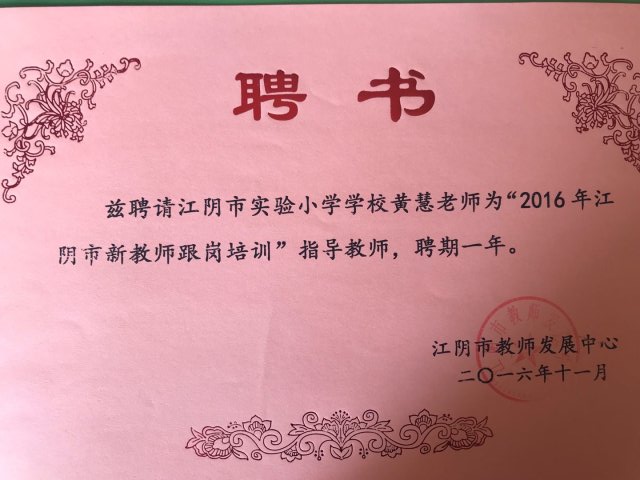 聘书
兹聘请江阴市实验小学学校黄慧老师为“2016年江
阴市新教师跟岗培训”指导教师，聘期一年。
江阴市教师发展中心
二〇一六年十一月